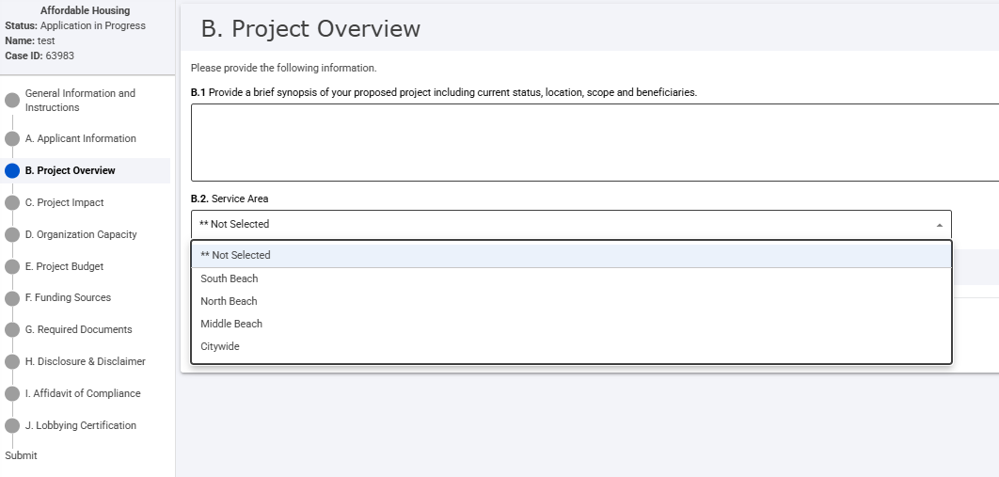 Affordable Housing
Status: Application in Progress
Name: test
Case ID: 63983
General Information and
Instructions
A. Applicant Information
B. Project Overview
C. Project Impact
D. Organization Capacity
E. Project Budget
F. Funding Sources
G. Required Documents
H. Disclosure & Disclaimer
I. Affidavit of Compliance
J. Lobbying Certification
Submit
B. Project Overview
Please provide the following information.
B.1 Provide a brief synopsis of your proposed project including current status, location, scope and beneficiaries.
B.2. Service Area
** Not Selected
** Not Selected
South Beach
North Beach
Middle Beach
Citywide